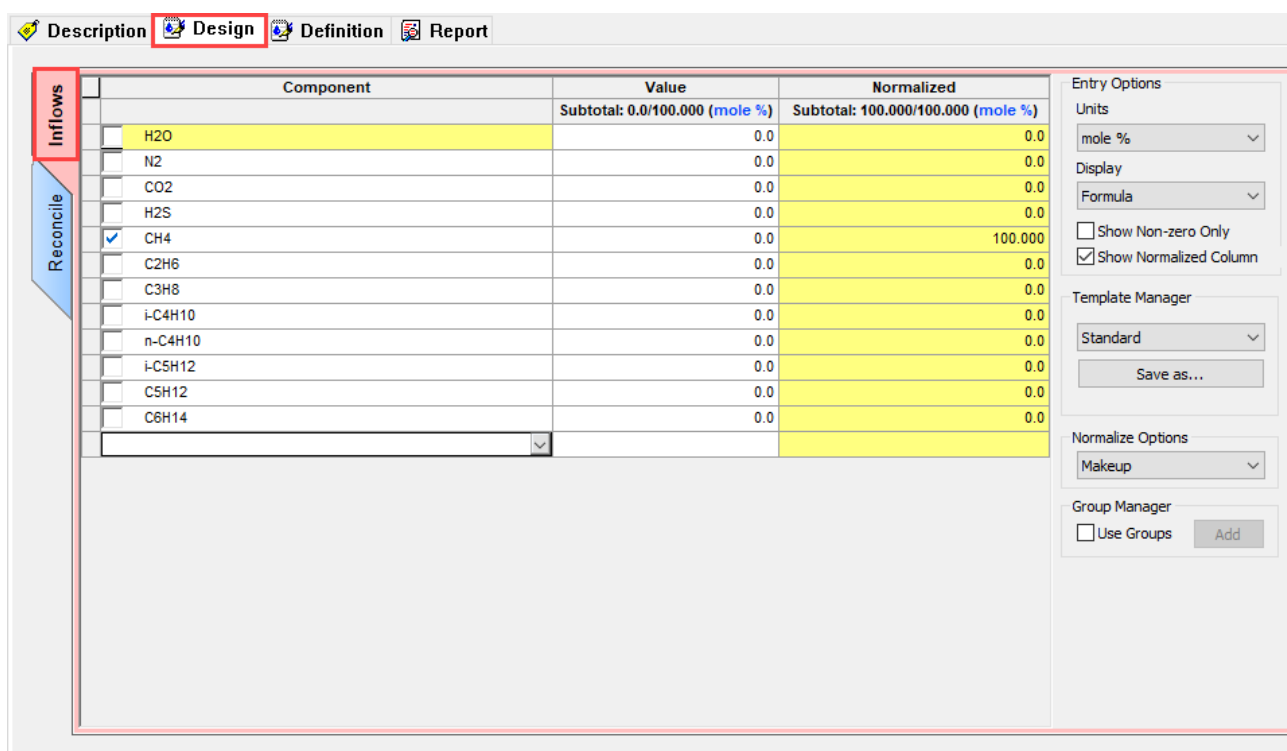 Description Design Definition Report
Inflows
Reconcile
Component Value Normalized
Subtotal: 0.0/100.000 (mole %) Subtotal: 100.000/100.000 (mole %)
H2O 0.0 0.0
N2 0.0 0.0
CO2 0.0 0.0
H2S 0.0 0.0
CH4 0.0 100.000
C2H6 0.0 0.0
C3H8 0.0 0.0
i-C4H10 0.0 0.0
n-C4H10 0.0 0.0
i-C5H12 0.0 0.0
C5H12 0.0 0.0
C6H14 0.0 0.0
Entry Options
Units
mole %
Display
Formula
Show Non-zero Only
Show Normalized Column
Template Manager
Standard
Save as...
Normalize Options
Makeup
Group Manager
Use Groups Add